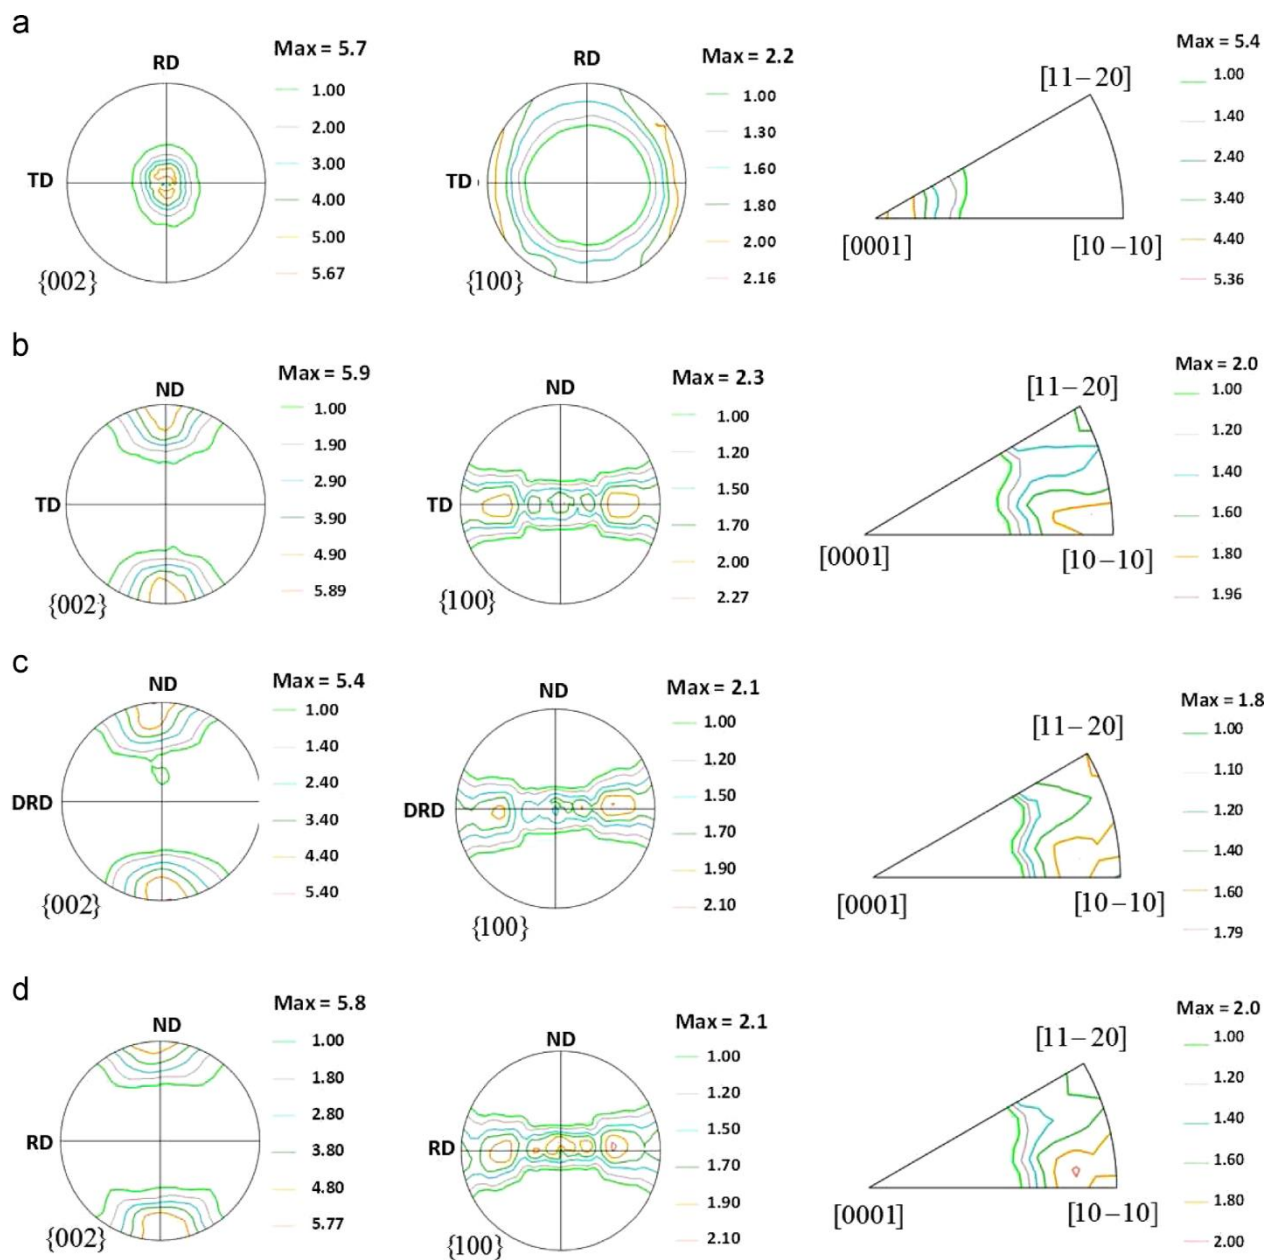 a
RD
TD
{002}
Max = 5.7
1.00
2.00
3.00
4.00
5.00
5.67
RD
TD
{100}
Max = 2.2
1.00
1.30
1.60
1.80
2.00
2.16
[11−20]
[0001]
[10−10]
Max = 5.4
1.00
1.40
2.40
3.40
4.40
5.36
b
ND
TD
{002}
Max = 5.9
1.00
1.90
2.90
3.90
4.90
5.89
ND
TD
{100}
Max = 2.3
1.00
1.20
1.50
1.70
2.00
2.27
[11−20]
[0001]
[10−10]
Max = 2.0
1.00
1.20
1.40
1.60
1.80
1.96
c
ND
DRD
{002}
Max = 5.4
1.00
1.40
2.40
3.40
4.40
5.40
ND
DRD
{100}
Max = 2.1
1.00
1.20
1.50
1.70
1.90
2.10
[11−20]
[0001]
[10−10]
Max = 1.8
1.00
1.10
1.20
1.40
1.60
1.79
d
ND
RD
{002}
Max = 5.8
1.00
1.80
2.80
3.80
4.80
5.77
ND
RD
{100}
Max = 2.1
1.00
1.20
1.50
1.70
1.90
2.10
[11−20]
[0001]
[10−10]
Max = 2.0
1.00
1.20
1.40
1.60
1.80
2.00